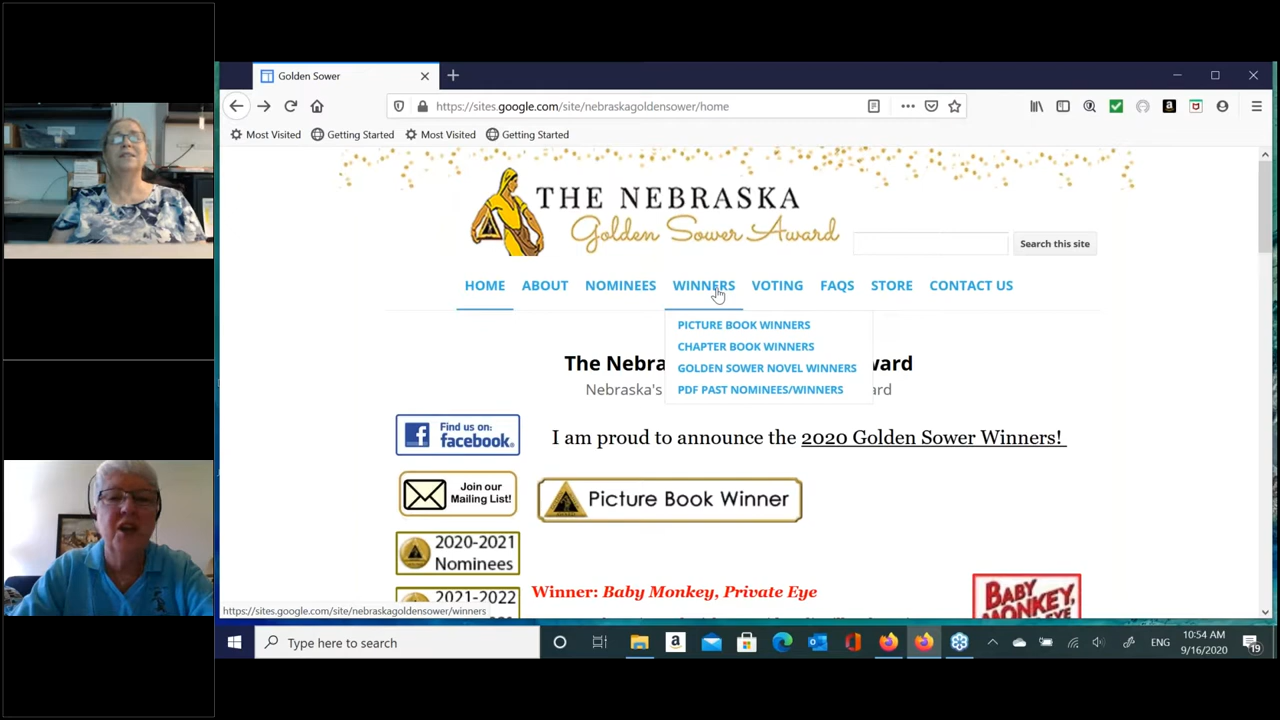 Golden Sower
https://sites.google.com/site/nebraskagoldensower/home
Most Visited Getting Started Most Visited Getting Started
THE NEBRASKA
Golden Sower Award
Search this site
HOME ABOUT NOMINEES WINNERS VOTING FAQS STORE CONTACT US
PICTURE BOOK WINNERS
CHAPTER BOOK WINNERS
GOLDEN SOWER NOVEL WINNERS
PDF PAST NOMINEES/WINNERS
The Nebra ard
Nebraska's rd
Find us on:
facebook.
I am proud to announce the 2020 Golden Sower Winners!
Join our
Mailing List!
Picture Book Winner
2020-2021
Nominees
2021-2022
Winner: Baby Monkey, Private Eye
BABY
MONKEY,
https://sites.google.com/site/nebraskagoldensower/winners
Type here to search
ENG
10:54 AM
9/16/2020
19